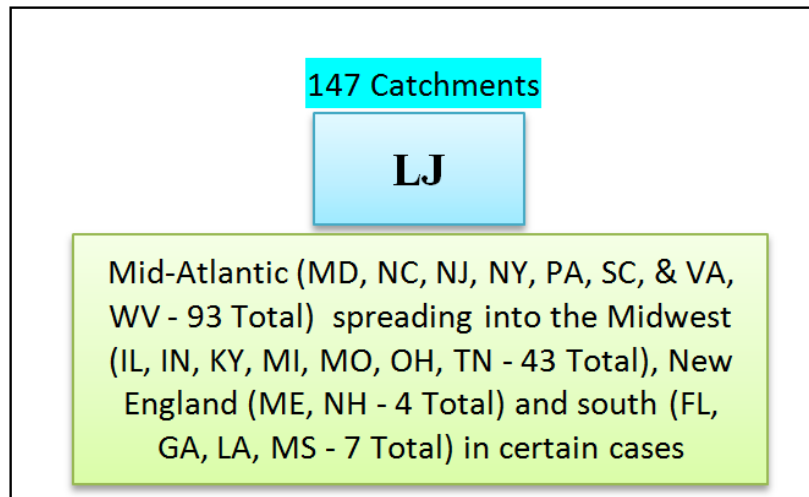 147 Catchments
LJ
Mid-Atlantic (MD, NC, NJ, NY, PA, SC, & VA,
WV - 93 Total) spreading into the Midwest
(IL, IN, KY, MI, MO, OH, TN - 43 Total), New
England (ME, NH - 4 Total) and south (FL,
GA, LA, MS - 7 Total) in certain cases